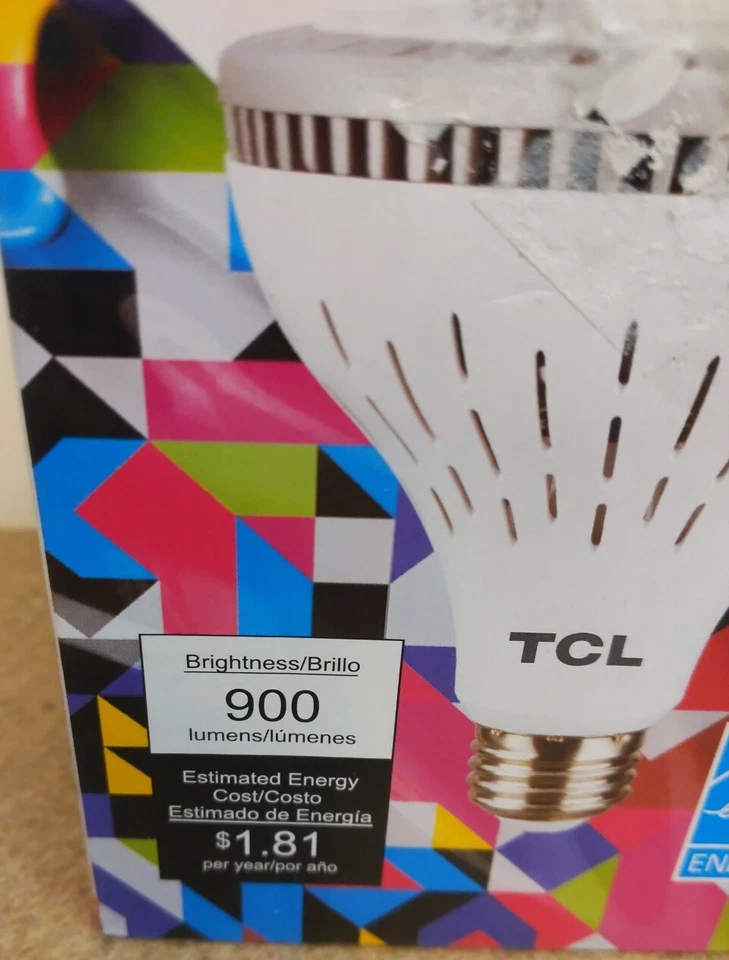 TCL
Brightness/Brillo
900
lumens/lúmenes
Estimated Energy
Cost/Costo
Estimado de Energía
$1.81
per year/por año